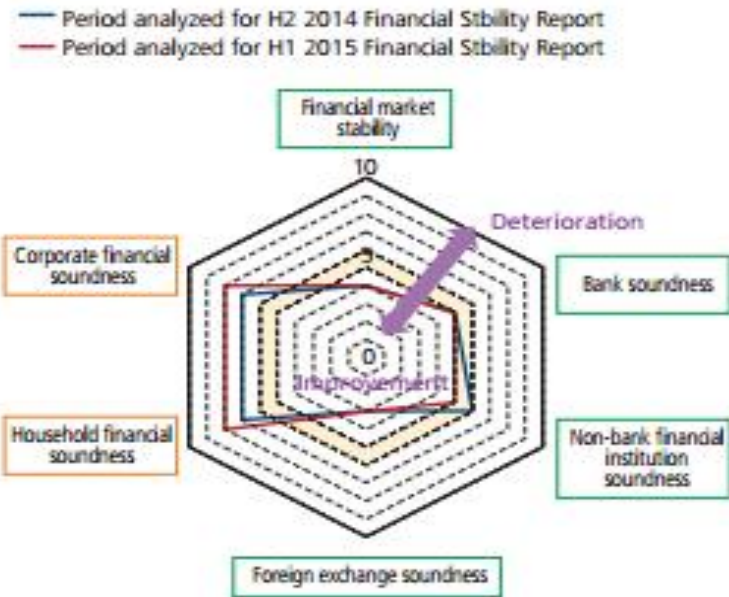 Period analyzed for H2 2014 Financial Stbility Report
Period analyzed for H1 2015 Financial Stbility Report
Financial market
stability
10
Deterioration
5
Corporate financial
soundness
Bank soundness
0
Improvement
Household financial
soundness
Non-bank financial
institution
soundness
Foreign exchange soundness